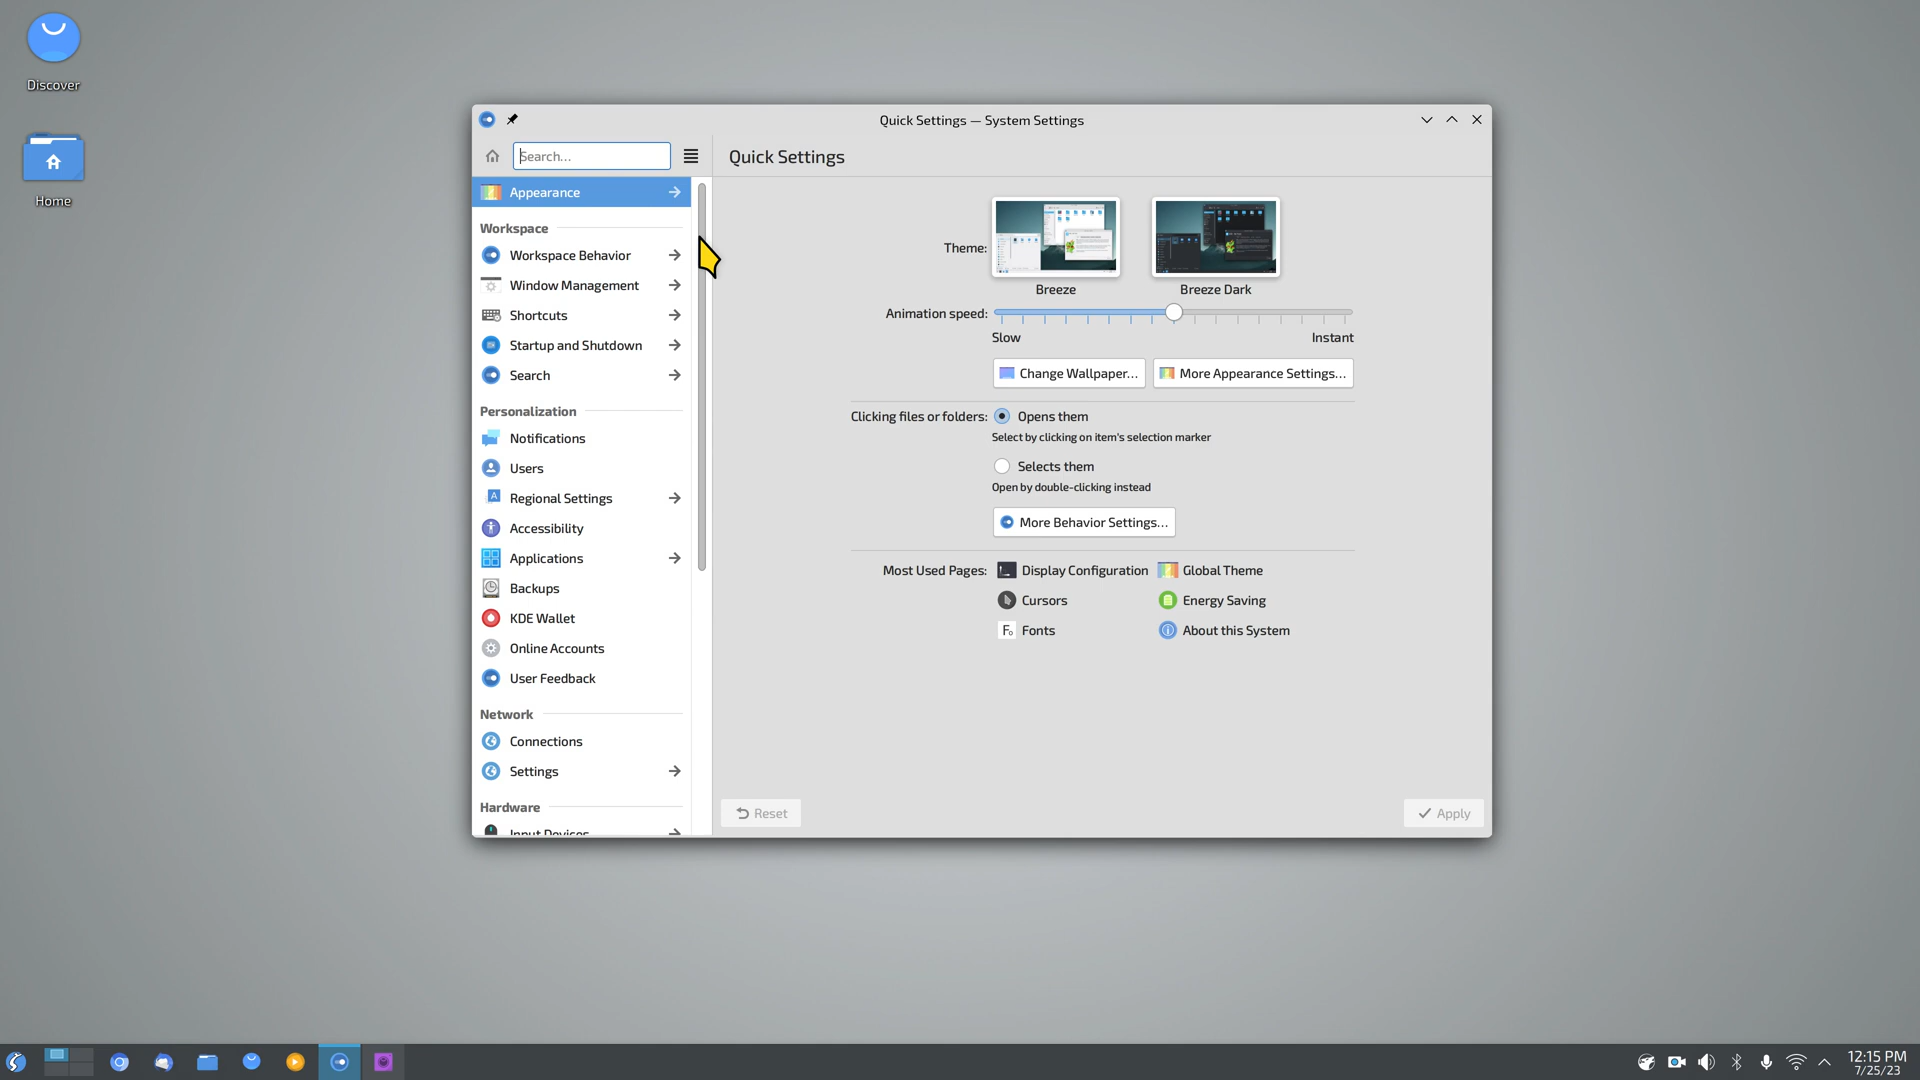 Discover
Home
Quick Settings — System Settings
Search...
Quick Settings
Appearance
Workspace
Workspace Behavior
Window Management
Shortcuts
Startup and Shutdown
Search
Personalization
Notifications
Users
Regional Settings
Accessibility
Applications
Backups
KDE Wallet
Online Accounts
User Feedback
Network
Connections
Settings
Hardware
Input Devices
Theme:
Breeze
Breeze Dark
Animation speed:
Slow
Instant
Change Wallpaper...
More Appearance Settings...
Clicking files or folders:
Opens them
Select by clicking on item's selection marker
Selects them
Open by double-clicking instead
More Behavior Settings...
Most Used Pages:
Display Configuration
Global Theme
Cursors
Energy Saving
Fonts
About this System
Reset
Apply
12:15 PM
7/25/23